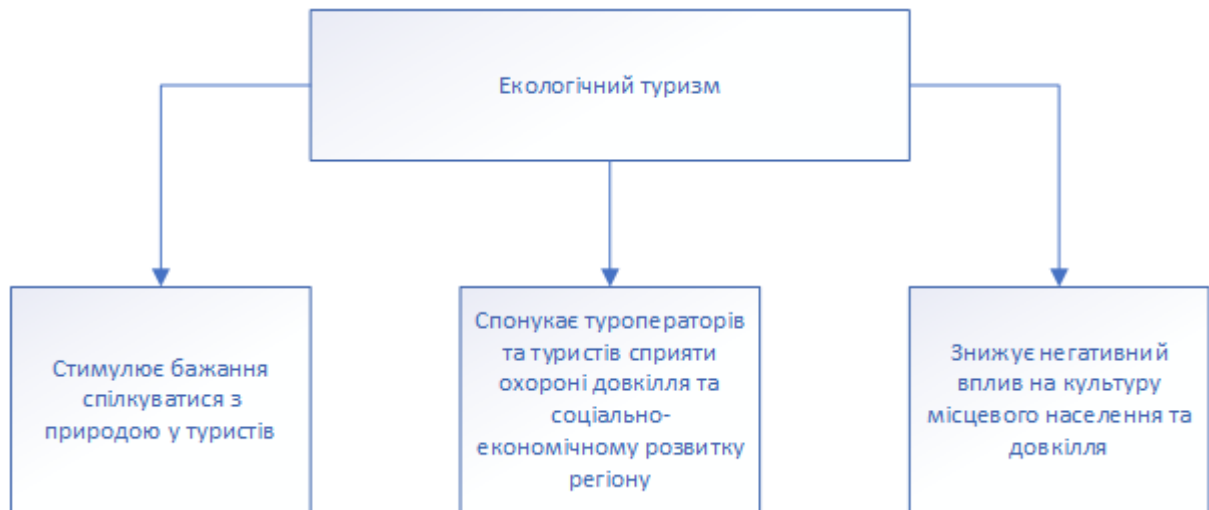 Екологічний туризм
Стимулює бажання
спілкуватися з
природою у туристів
Спонукає туроператорів
та туристів сприяти
охороні довкілля та
соціально-
економічному розвитку
регіону
Знижує негативний
вплив на культуру
місцевого населення та
довкілля